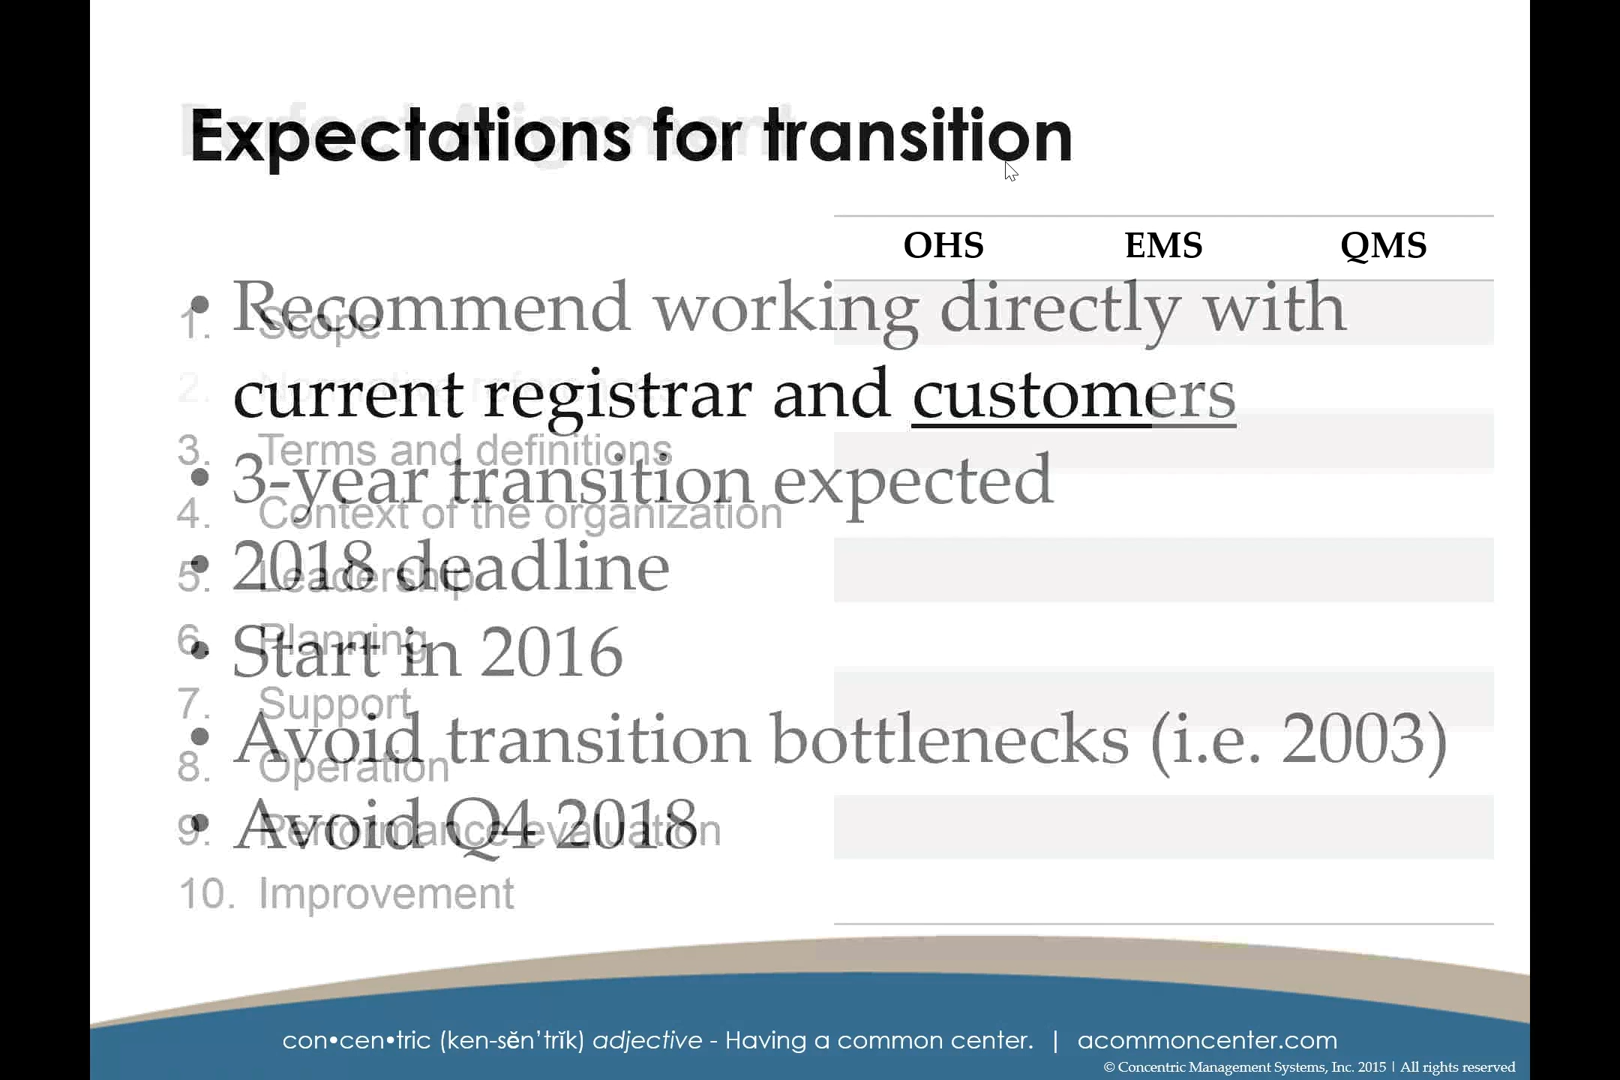 Perfect Alignment
Expectations for transition
OHS EMS QMS
• Recommend working directly with
current registrar and customers
• 3-year transition expected
• 2018 deadline
• Start in 2016
• Avoid transition bottlenecks (i.e. 2003)
• Avoid Q4 2018
1. Scope
2. Normative references
3. Terms and definitions
4. Context of the organization
5. Leadership
6. Planning
7. Support
8. Operation
9. Performance evaluation
10. Improvement
con•cen•tric (ken-sĕn’trĭk) adjective - Having a common center. | acommoncenter.com
© Concentric Management Systems, Inc. 2015 | All rights reserved